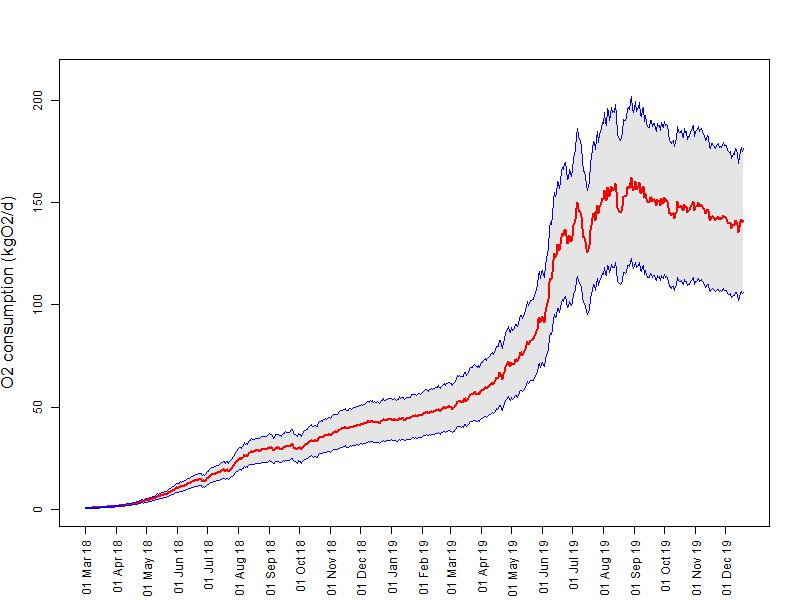 O2 consumption (kgO2/d)
200
150
100
50
0
01 Mar 18
01 Apr 18
01 May 18
01 Jun 18
01 Jul 18
01 Aug 18
01 Sep 18
01 Oct 18
01 Nov 18
01 Dec 18
01 Jan 19
01 Feb 19
01 Mar 19
01 Apr 19
01 May 19
01 Jun 19
01 Jul 19
01 Aug 19
01 Sep 19
01 Oct 19
01 Nov 19
01 Dec 19